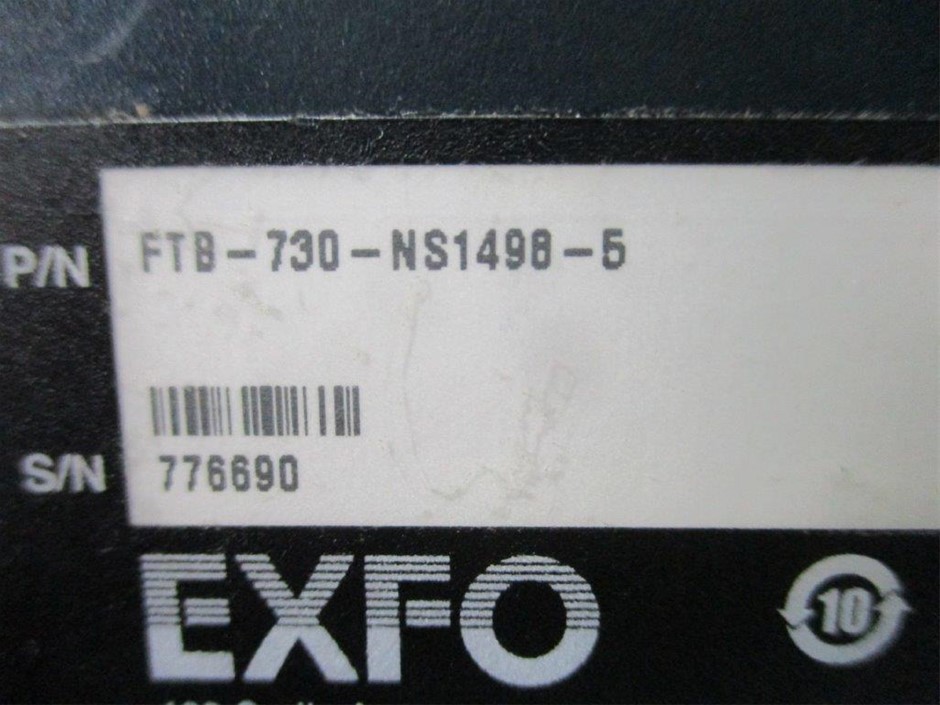 P/N FTB-730-NS1498-5
S/N 776690
EXFO
10